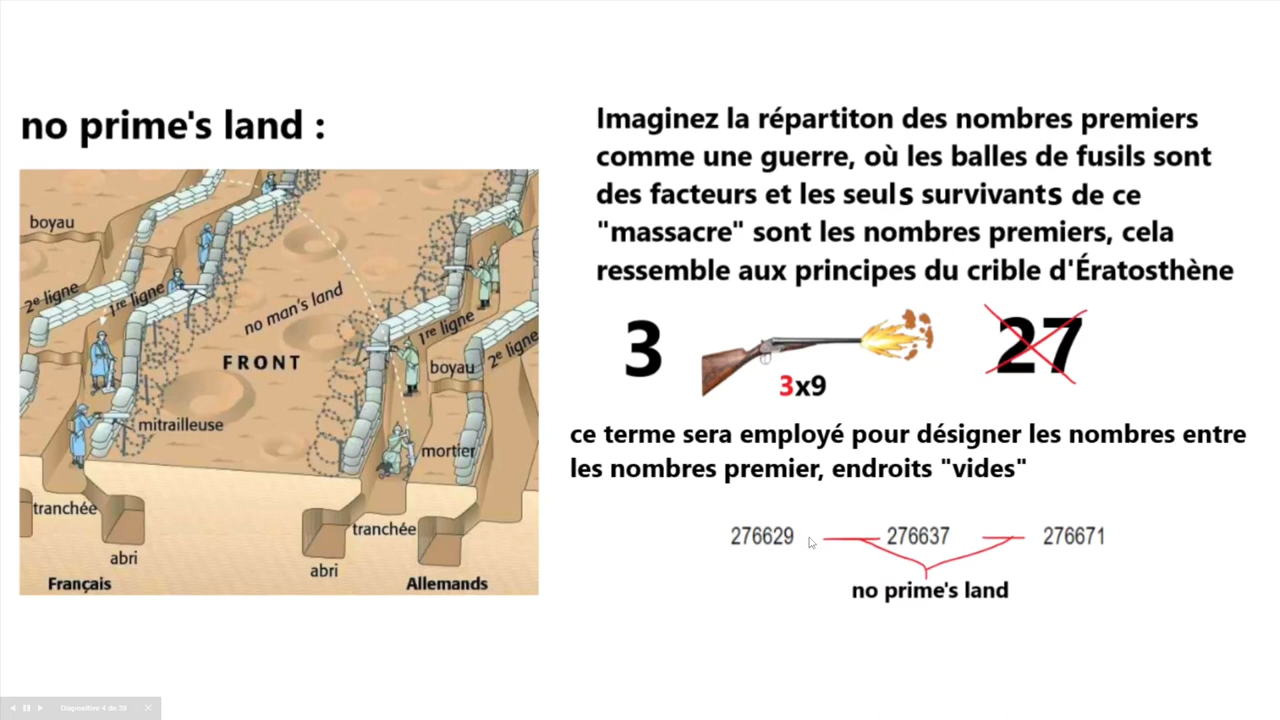 no prime's land :
boyau
2e ligne
1re ligne
no man's land
FRONT
1re ligne
2e ligne
boyau
mitrailleuse
mortier
tranchée
tranchée
abri
abri
Français
Allemands
Imaginez la répartiton des nombres premiers
comme une guerre, où les balles de fusils sont
des facteurs et les seuls survivants de ce
"massacre" sont les nombres premiers, cela
ressemble aux principes du crible d'Ératosthène
3
3x9
27
ce terme sera employé pour désigner les nombres entre
les nombres premier, endroits "vides"
276629 276637 276671
no prime's land
Diapositive 4 de 39